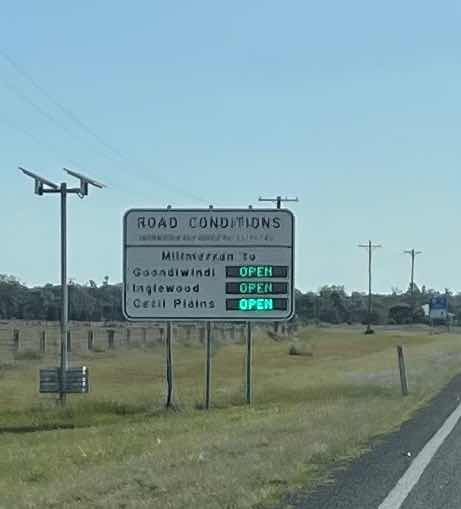 ROAD CONDITIONS
Millmerran to
Goondiwindi OPEN
Inglewood OPEN
Cecil Plains OPEN